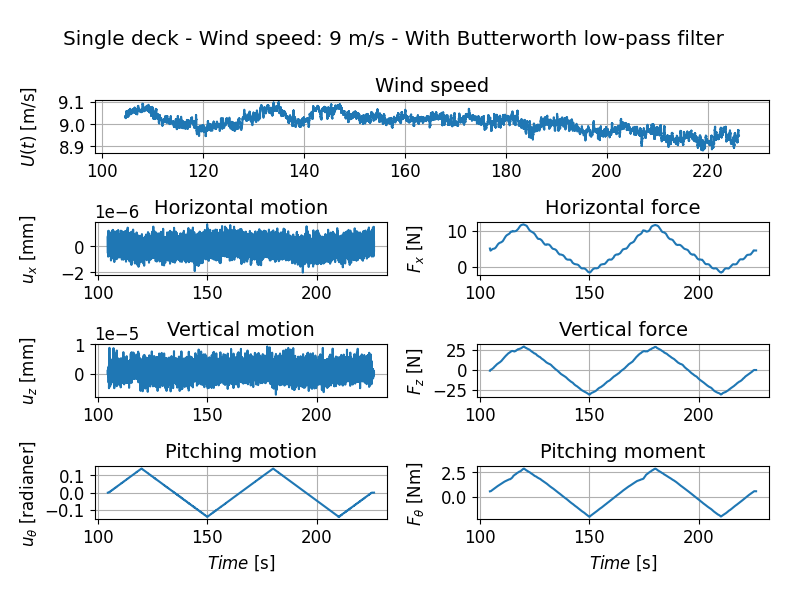 Single deck - Wind speed: 9 m/s - With Butterworth low-pass filter
Wind speed
U(t) [m/s]
9.1
9.0
8.9
100 120 140 160 180 200 220
1e−6 Horizontal motion
u_x [mm]
0
−2
100 150 200
Horizontal force
F_x [N]
10
0
100 150 200
1e−5 Vertical motion
u_z [mm]
1
0
100 150 200
Vertical force
F_z [N]
25
0
−25
100 150 200
Pitching motion
u_θ [radianer]
0.1
0.0
−0.1
100 150 200
Time [s]
Pitching moment
F_θ [Nm]
2.5
0.0
100 150 200
Time [s]